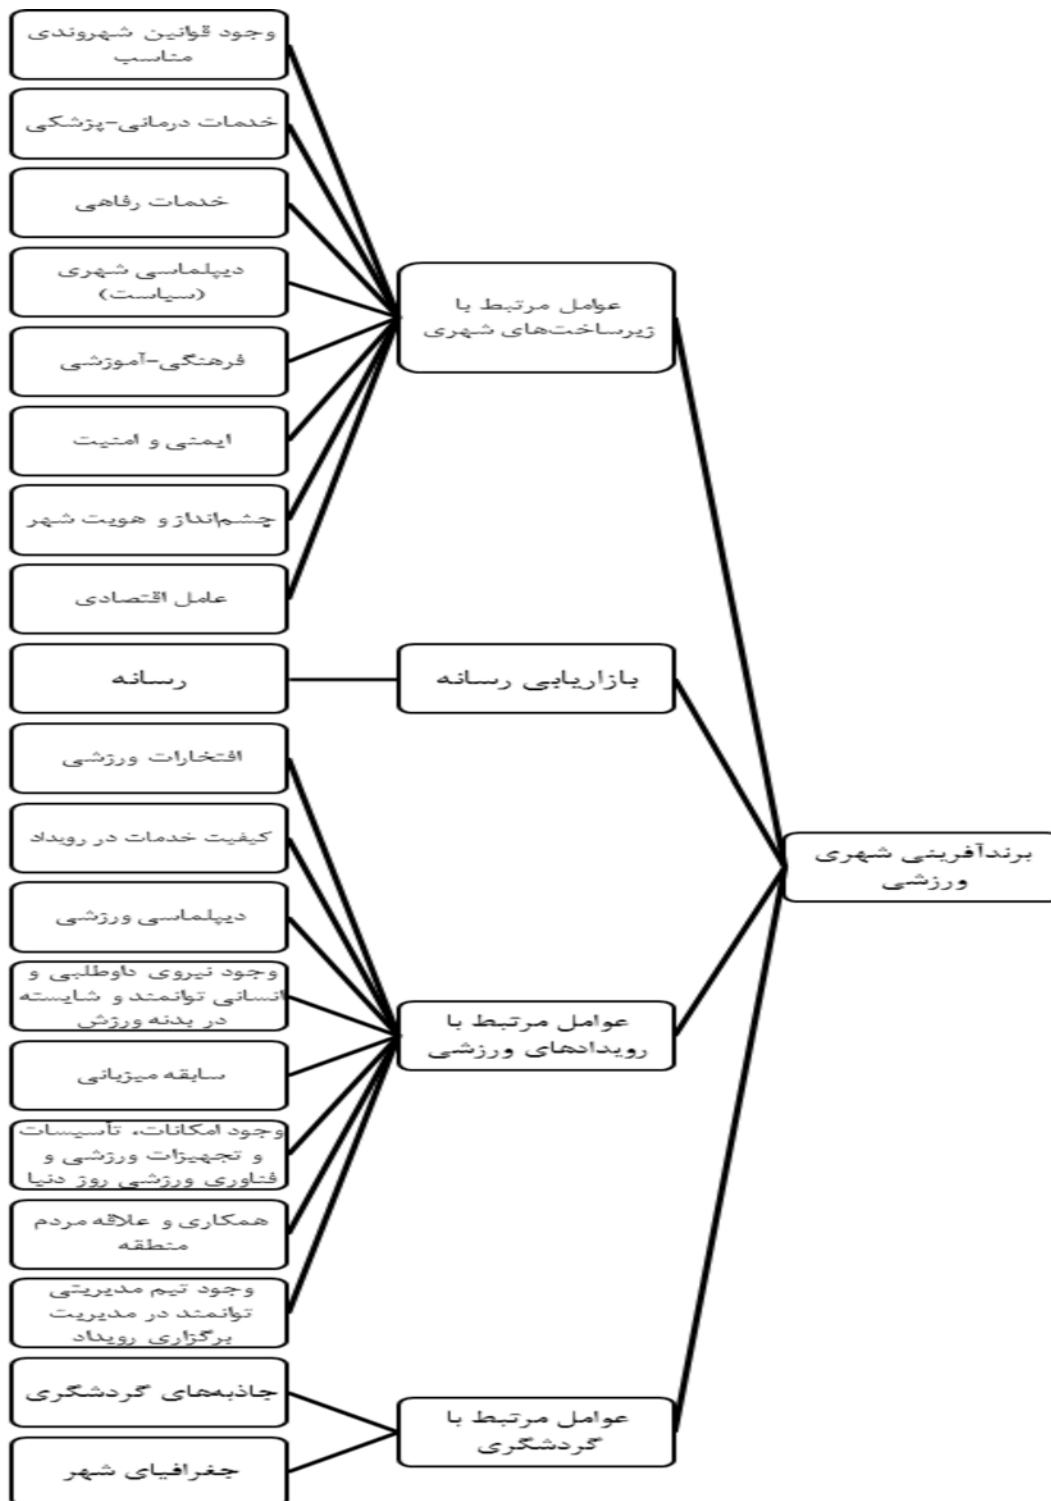 وجود قوانین شهروندی
مناسب
خدمات درمانی-پزشکی
خدمات رفاهی
دیپلماسی شهری
(سیاست)
فرهنگی-آموزشی
ایمنی و امنیت
چشم‌انداز و هویت شهر
عامل اقتصادی
عوامل مرتبط با
زیرساخت‌های شهری
رسانه
بازاریابی رسانه
افتخارات ورزشی
کیفیت خدمات در رویداد
دیپلماسی ورزشی
وجود نیروی داوطلبی و
انسانی توانمند و شایسته
در بدنه ورزش
سابقه میزبانی
وجود امکانات، تأسیسات
و تجهیزات ورزشی و
فناوری ورزشی روز دنیا
همکاری و علاقه مردم
منطقه
وجود تیم مدیریتی
توانمند در مدیریت
برگزاری رویداد
عوامل مرتبط با
رویدادهای ورزشی
جاذبه‌های گردشگری
جغرافیای شهر
عوامل مرتبط با
گردشگری
برندآفرینی شهری
ورزشی